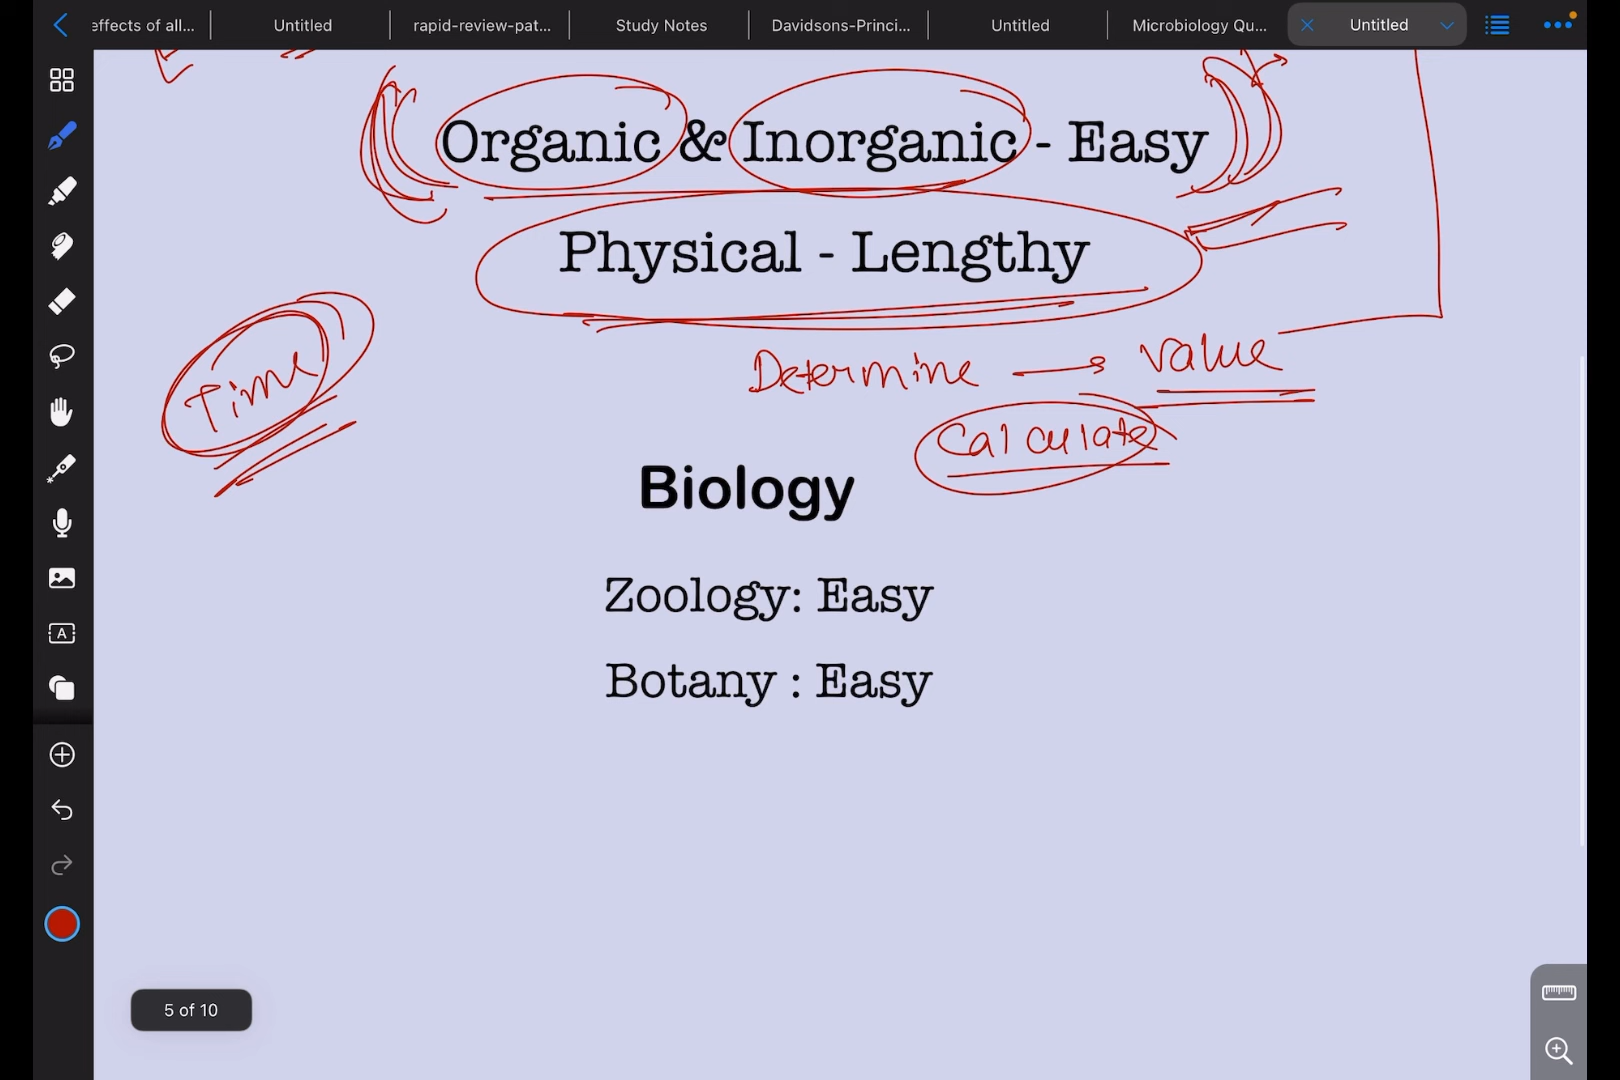 effects of all... Untitled rapid-review-pat... Study Notes Davidsons-Princi... Untitled Microbiology Qu... Untitled
Organic & Inorganic - Easy
Physical - Lengthy
Time
Determine → value
Calculate
Biology
Zoology: Easy
Botany : Easy
5 of 10